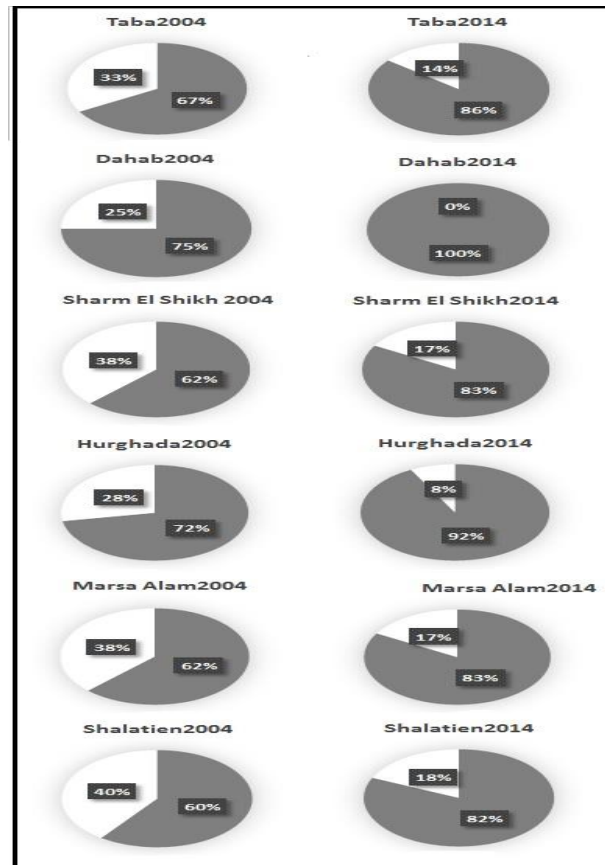 Taba2004
Taba2014
33%
67%
14%
86%
Dahab2004
Dahab2014
25%
75%
0%
100%
Sharm El Shikh 2004
Sharm El Shikh2014
38%
62%
17%
83%
Hurghada2004
Hurghada2014
28%
72%
8%
92%
Marsa Alam2004
Marsa Alam2014
38%
62%
17%
83%
Shalatien2004
Shalatien2014
40%
60%
18%
82%